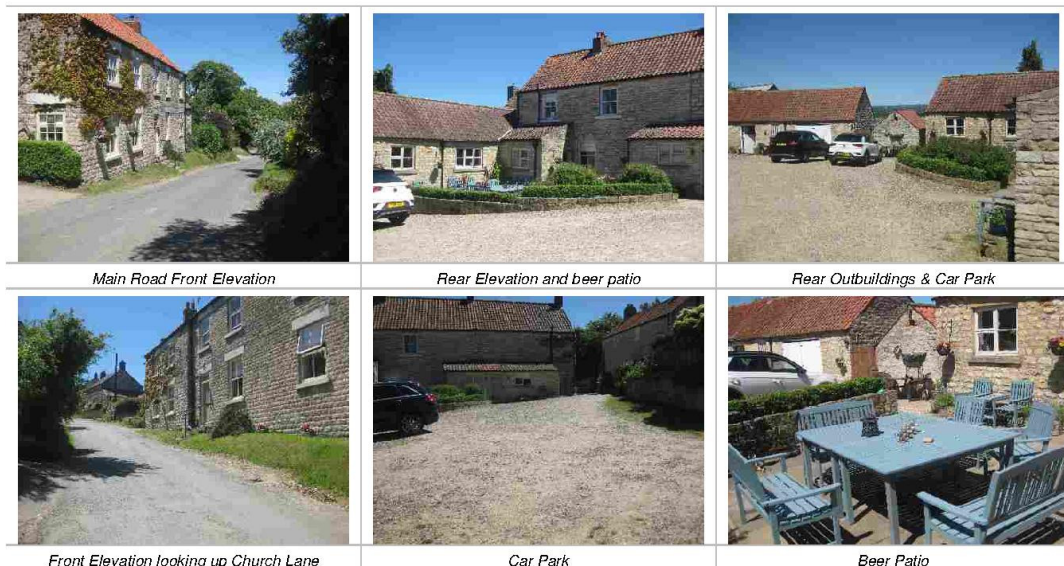 Main Road Front Elevation
Rear Elevation and beer patio
Rear Outbuildings & Car Park
Front Elevation looking up Church Lane
Car Park
Beer Patio